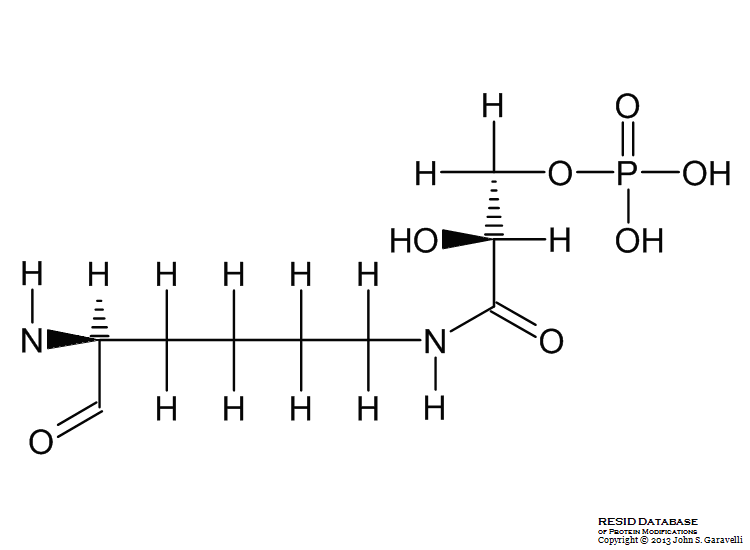 H O
H O P OH
HO H OH
H H H H H H
N N O
H H H H H
O
RESID DATABASE
OF PROTEIN MODIFICATIONS
Copyright © 2013 John S. Garavelli